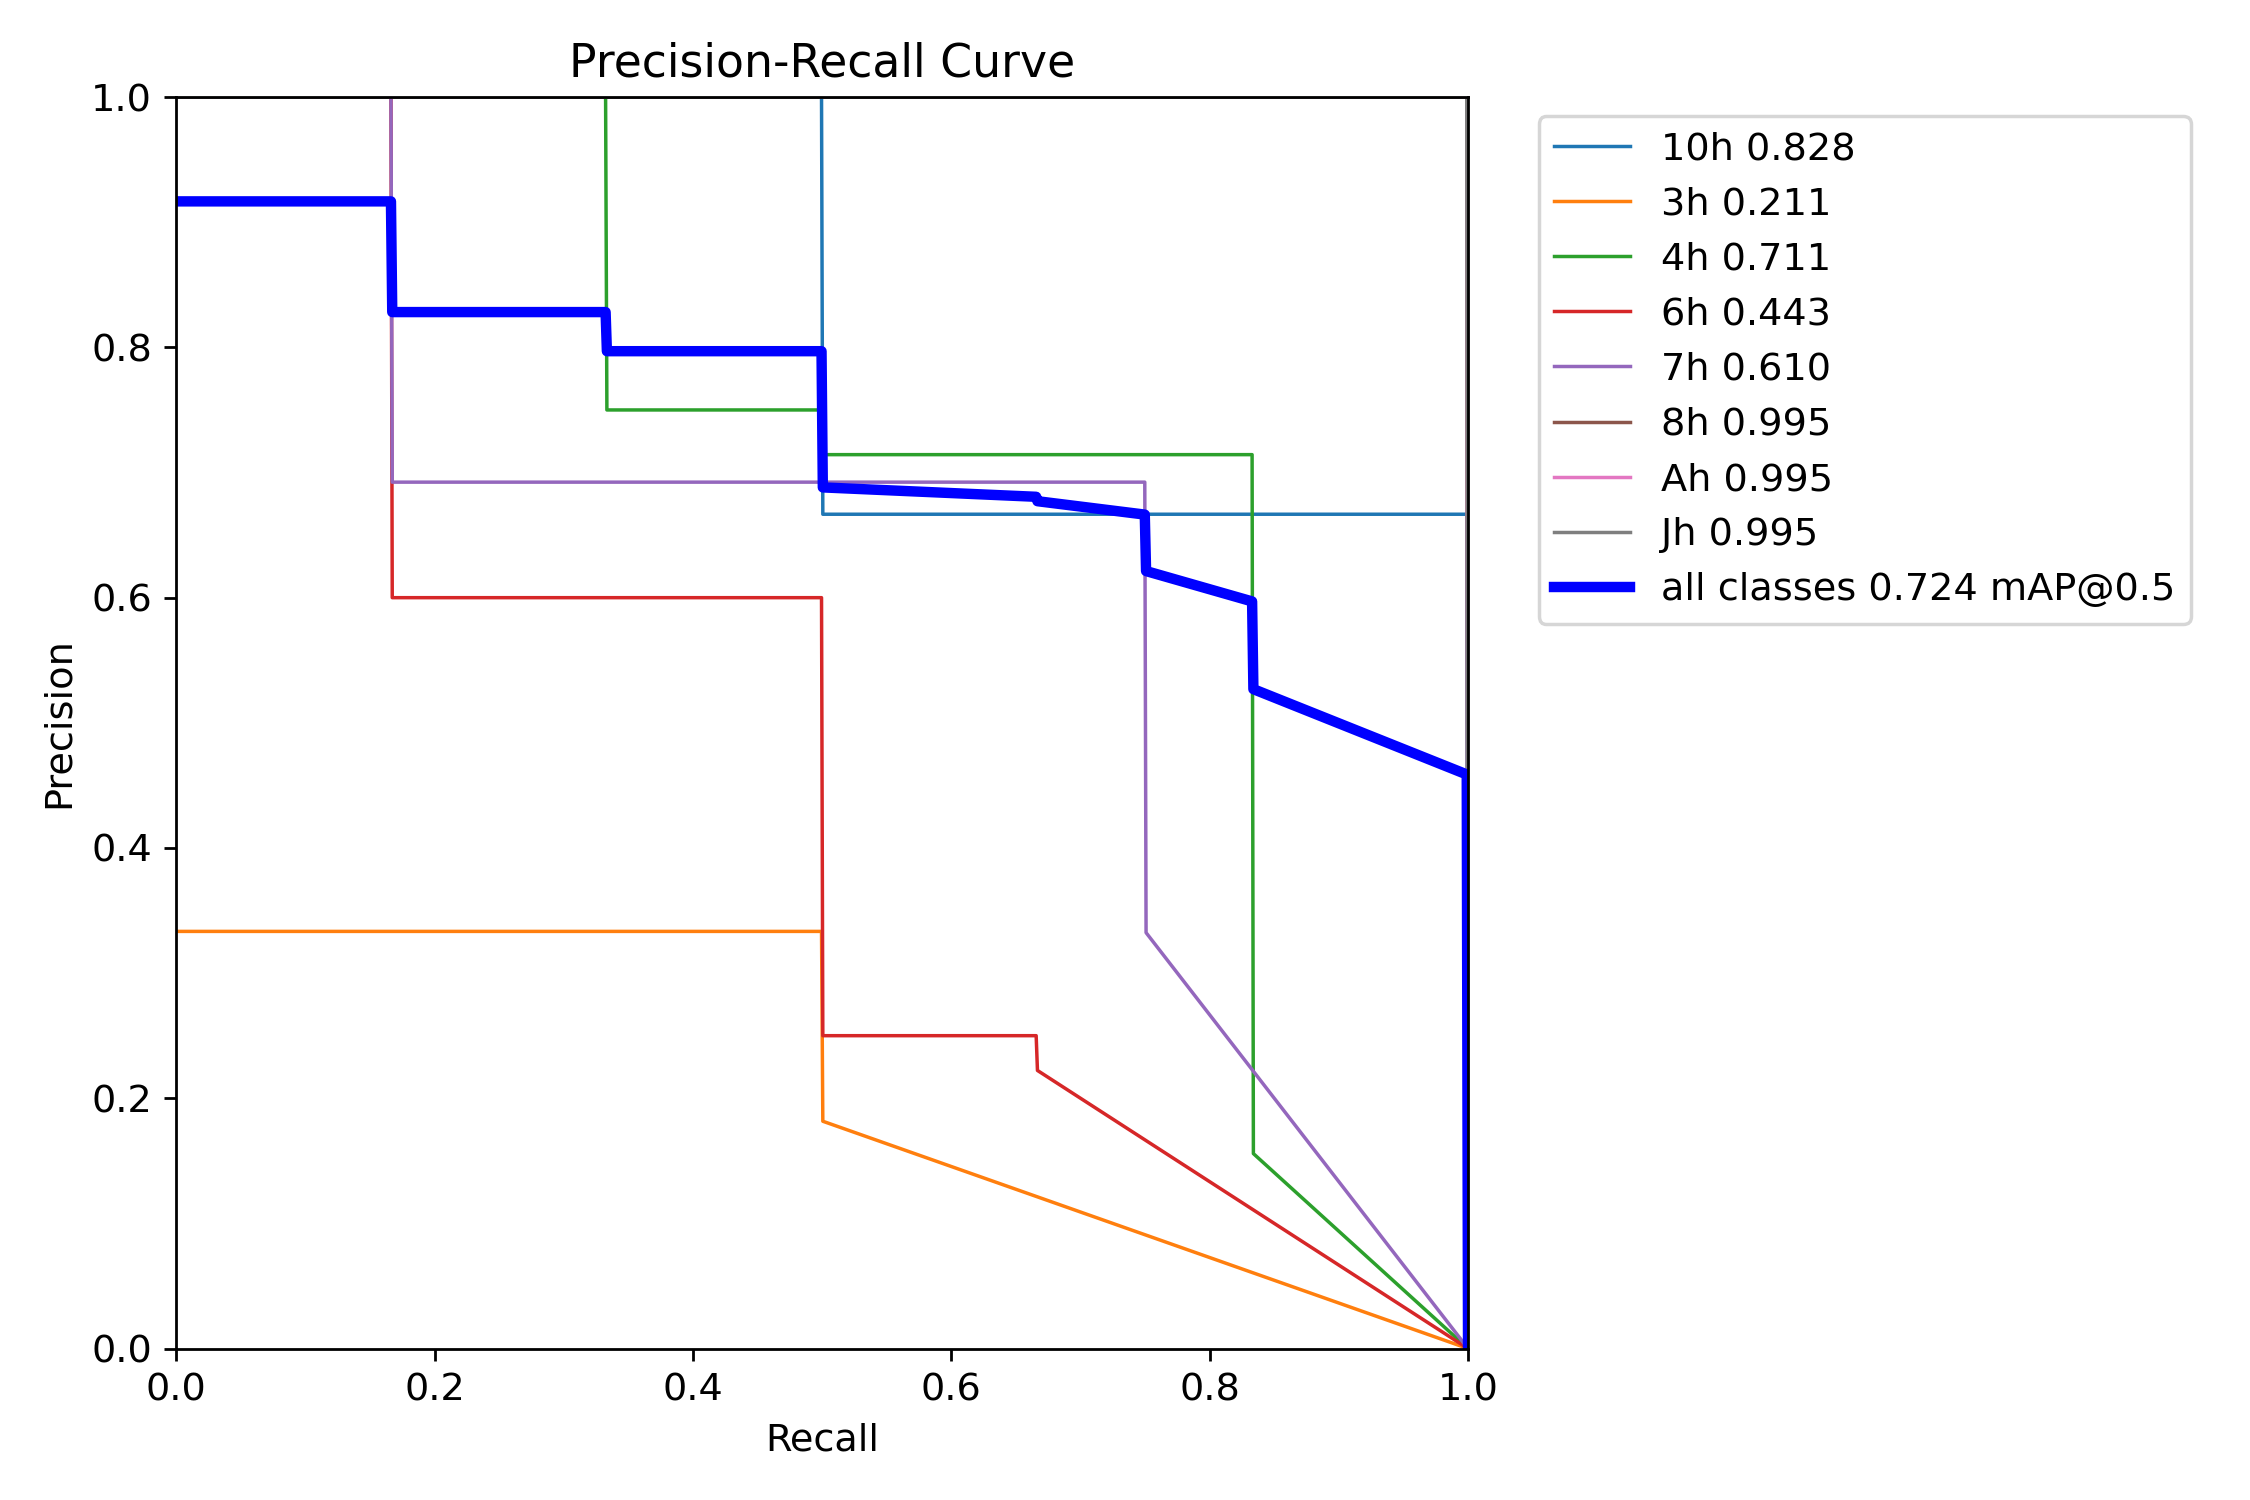 Precision-Recall Curve
1.0
0.8
0.6
0.4
0.2
0.0
Precision
0.0 0.2 0.4 0.6 0.8 1.0
Recall
10h 0.828
3h 0.211
4h 0.711
6h 0.443
7h 0.610
8h 0.995
Ah 0.995
Jh 0.995
all classes 0.724 mAP@0.5